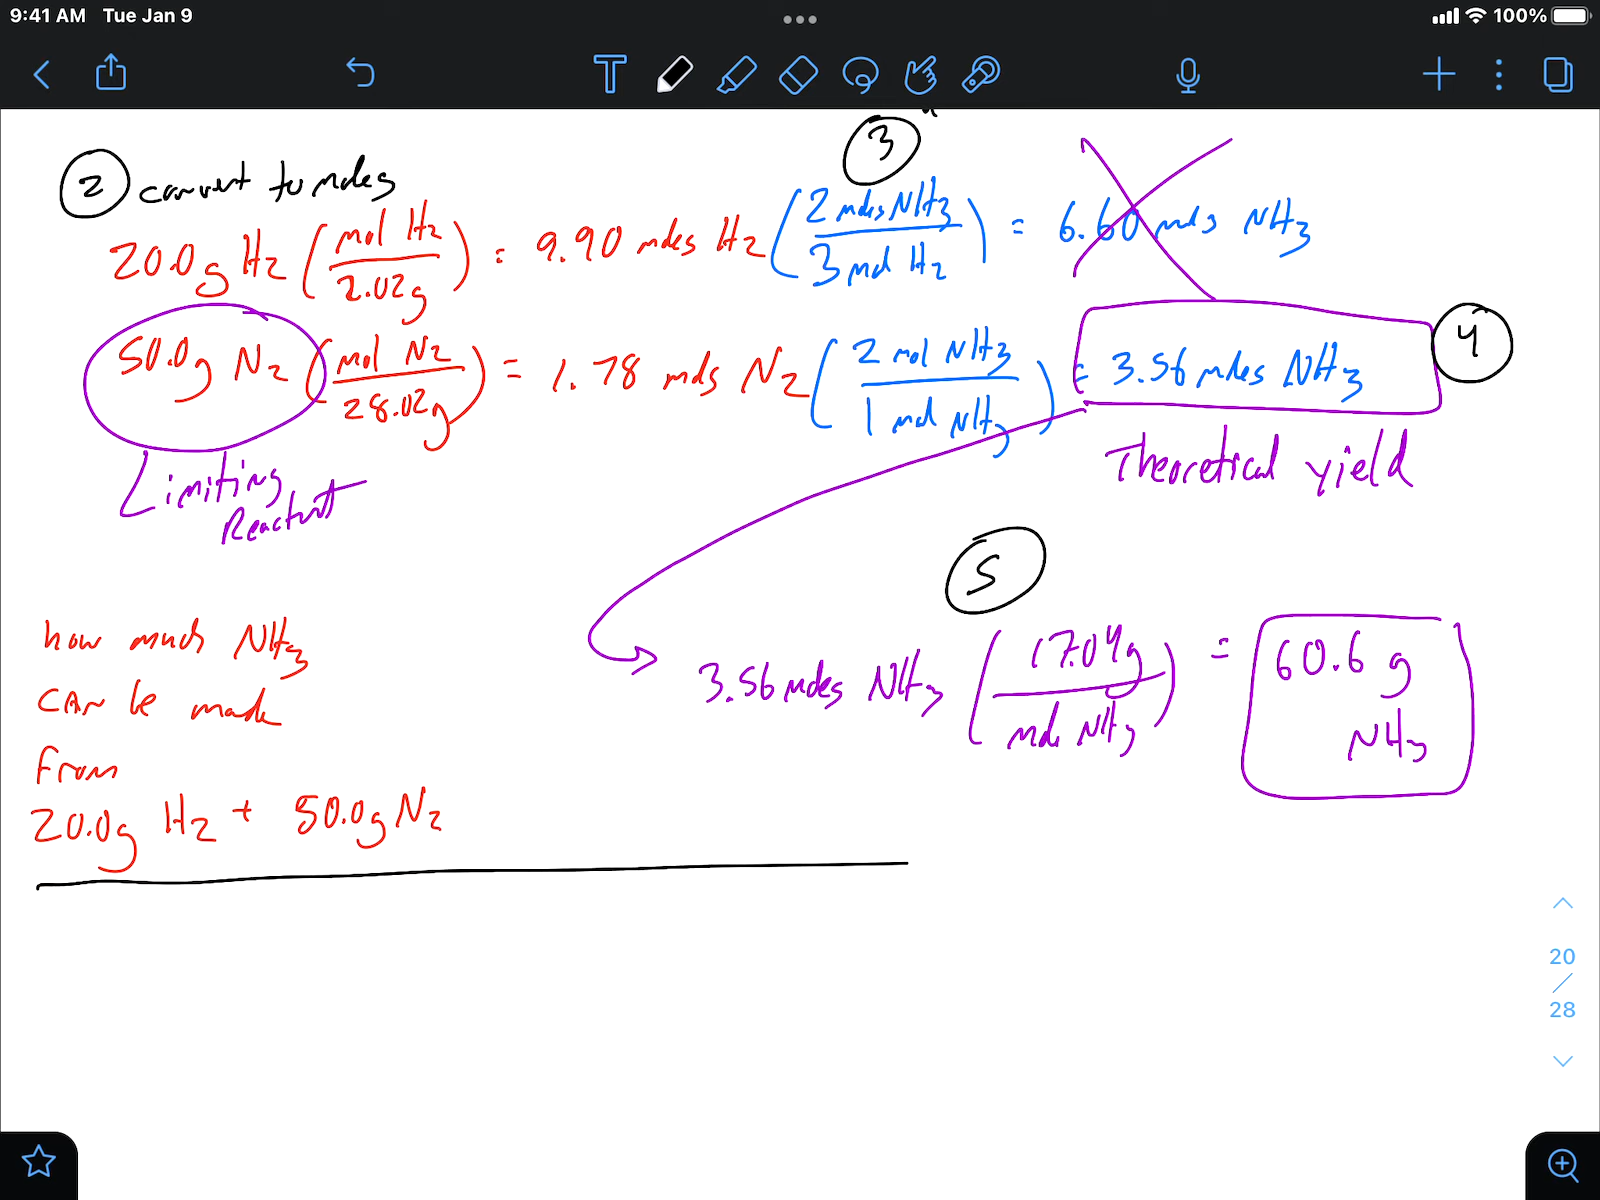 9:41 AM Tue Jan 9
100%
2 convert to moles
3
20.0g H2 (mol H2 / 2.02g) = 9.90 moles H2 (2 moles NH3 / 3 mol H2) = 6.60 mols NH3
50.0g N2 (mol N2 / 28.02g) = 1.78 mols N2 (2 mol NH3 / 1 mol NH3) = 3.56 moles NH3
4
Limiting
Reactant
Theoretical yield
5
3.56 moles NH3 (17.04g / mole NH3) = 60.6 g
NH3
how much NH3
CAN be made
from
20.0g H2 + 50.0g N2
20
/
28